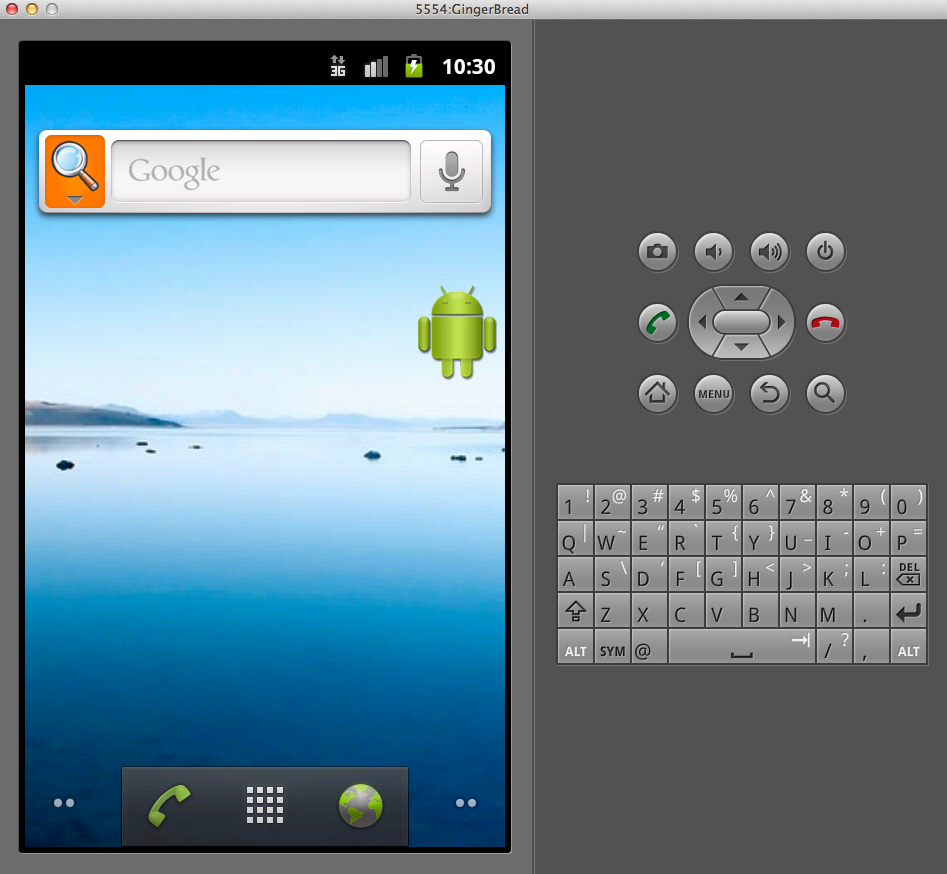 5554:GingerBread
3G 10:30
Google
MENU
1 ! 2 @ 3 # 4 $ 5 % 6 ^ 7 & 8 * 9 ( 0 )
Q | W ~ E “ R ` T { Y } U _ I - O + P =
A S \ D ‘ F [ G ] H < J > K ; L : DEL
Z X C V B N M .
ALT SYM @ / ? , ALT